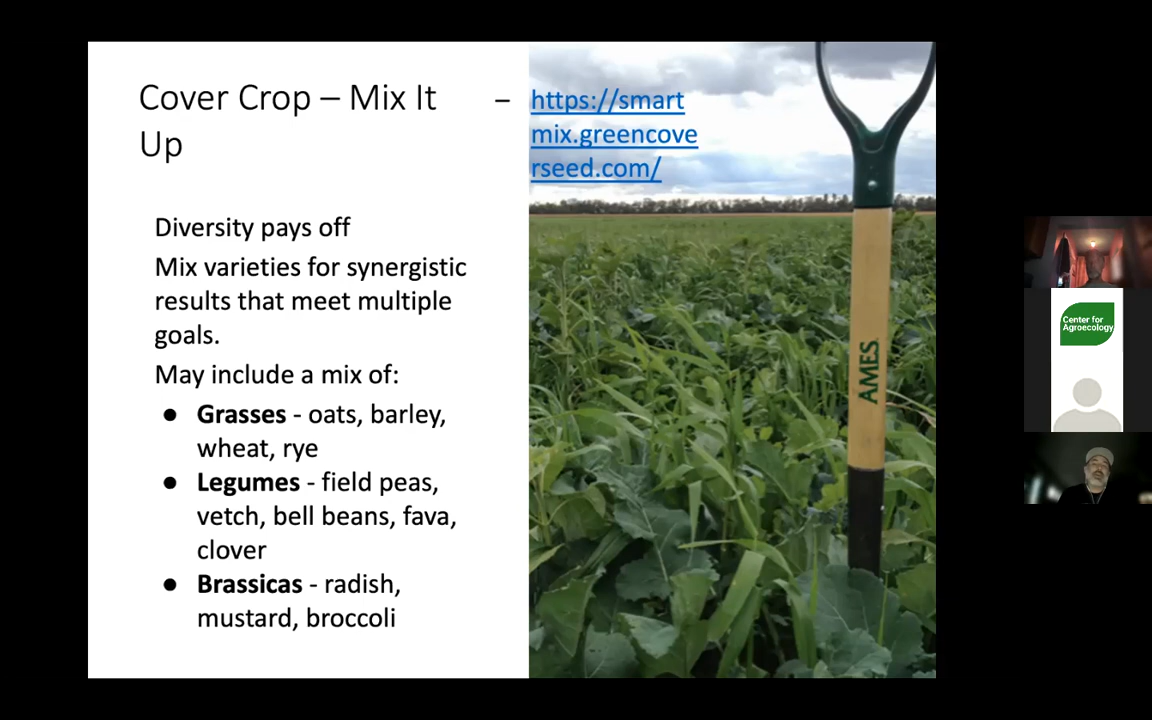 Cover Crop – Mix It
Up
– https://smart
mix.greencove
rseed.com/
Diversity pays off
Mix varieties for synergistic
results that meet multiple
goals.
May include a mix of:
● Grasses - oats, barley,
wheat, rye
● Legumes - field peas,
vetch, bell beans, fava,
clover
● Brassicas - radish,
mustard, broccoli
AMES
Center for
Agroecology